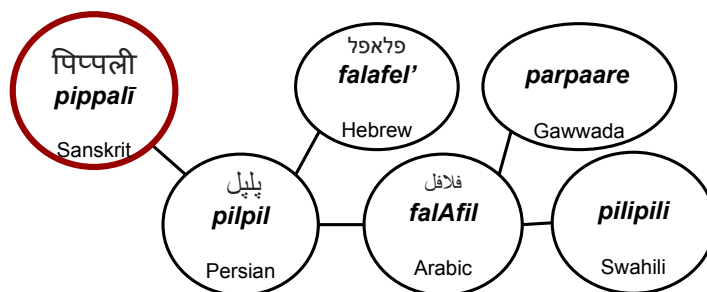 पिप्पली
pippalī
Sanskrit
פלאפל
falafel’
Hebrew
parpaare
Gawwada
پلپل
pilpil
Persian
فلافل
falAfil
Arabic
pilipili
Swahili